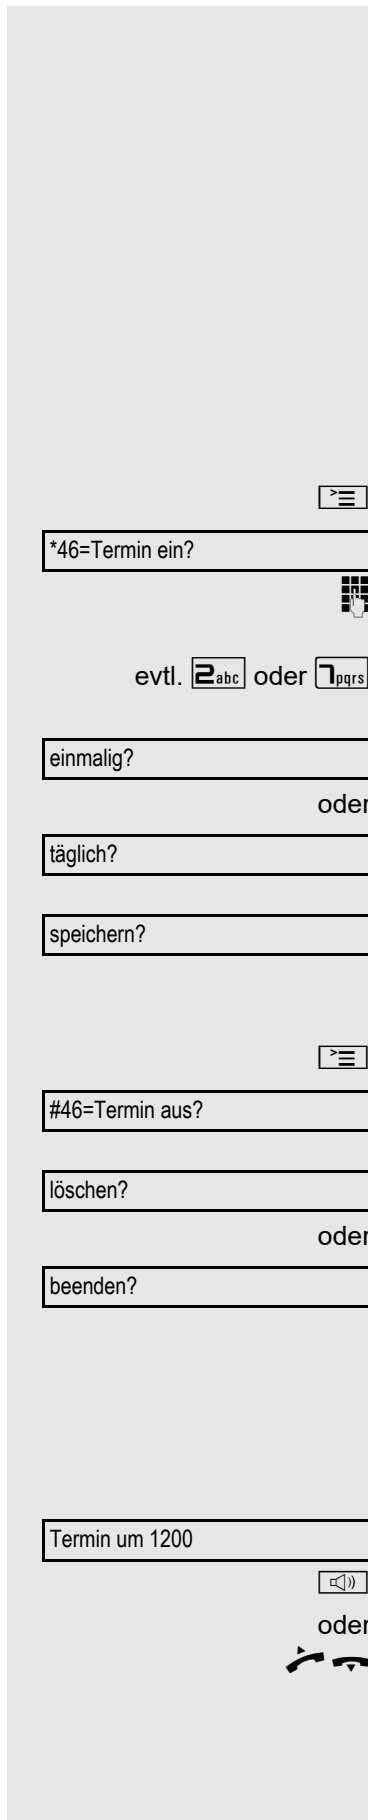 *46=Termin ein?
evtl. 2abc oder 7pqrs
einmalig?
oder
täglich?
speichern?
#46=Termin aus?
löschen?
oder
beenden?
Termin um 1200
oder